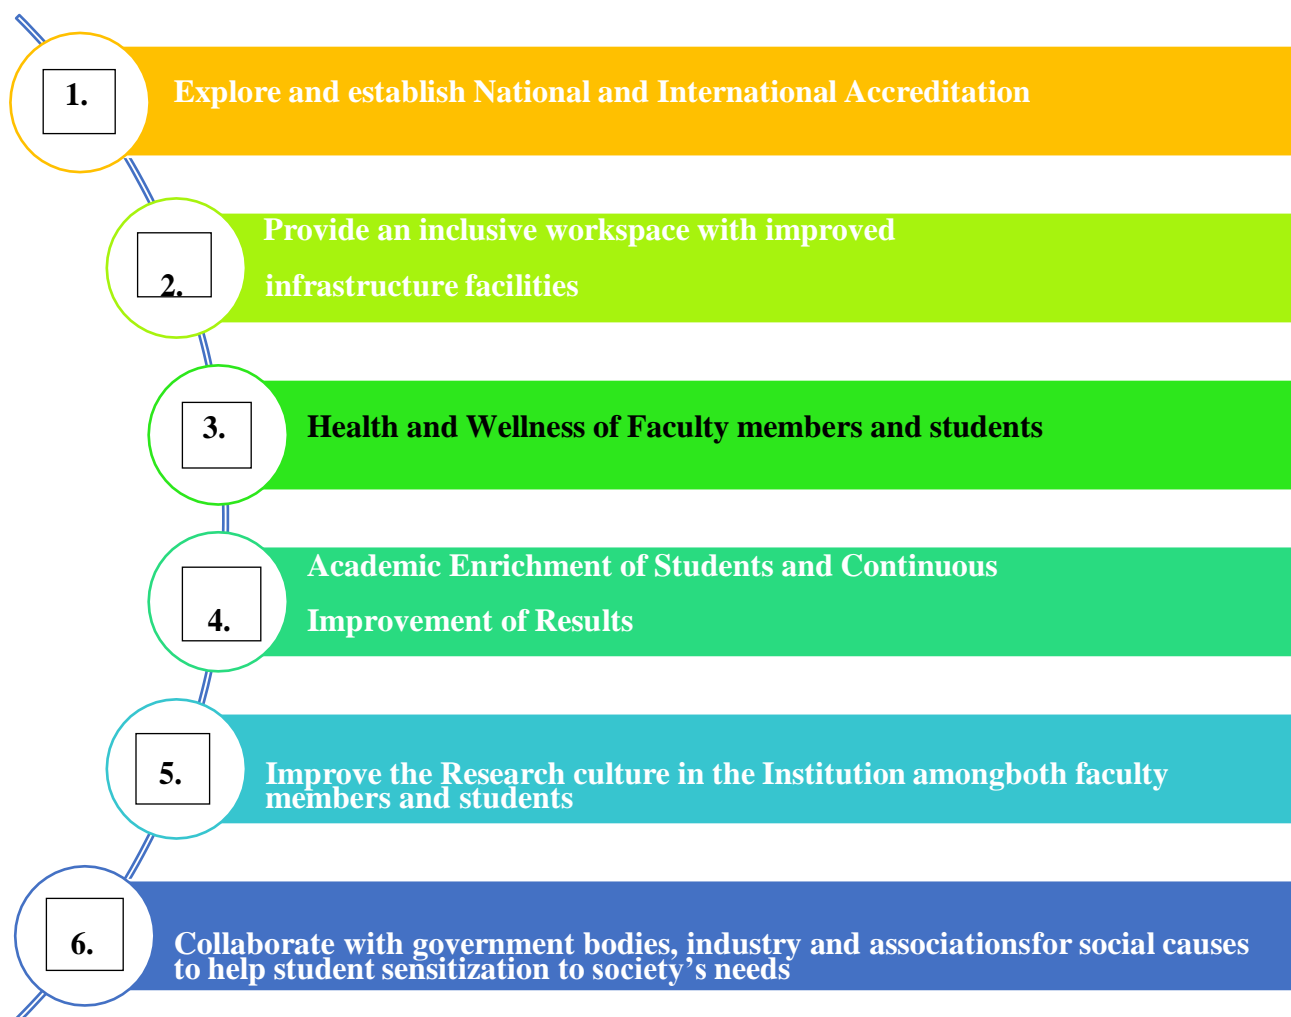 1.
Explore and establish National and International Accreditation
2.
Provide an inclusive workspace with improved
infrastructure facilities
3.
Health and Wellness of Faculty members and students
4.
Academic Enrichment of Students and Continuous
Improvement of Results
5.
Improve the Research culture in the Institution amongboth faculty
members and students
6.
Collaborate with government bodies, industry and associationsfor social causes
to help student sensitization to society’s needs